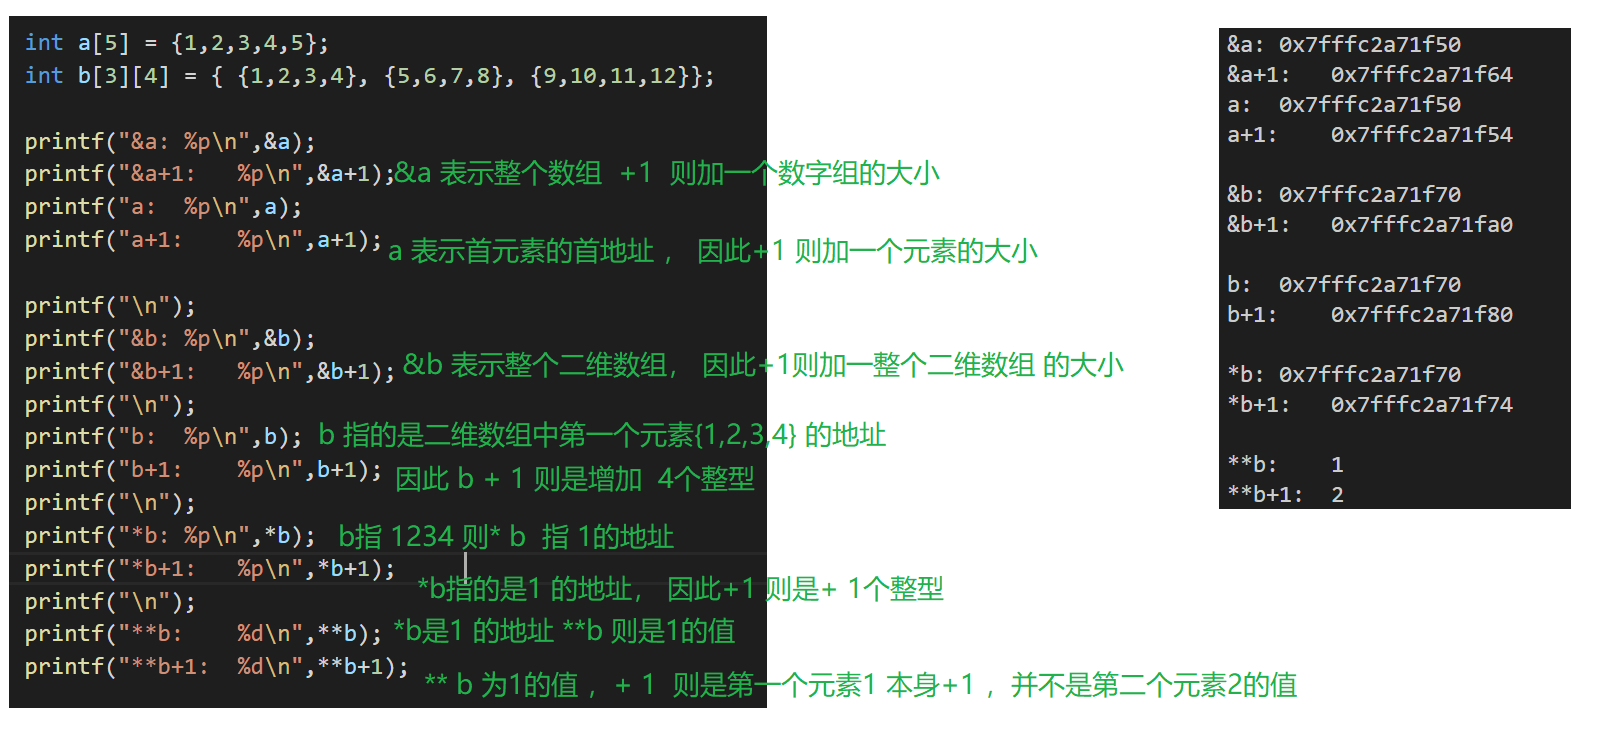 int a[5] = {1,2,3,4,5};
int b[3][4] = { {1,2,3,4}, {5,6,7,8}, {9,10,11,12}};
printf("&a: %p\n",&a);
printf("&a+1:   %p\n",&a+1);&a 表示整个数组  +1  则加一个数字组的大小
printf("a:  %p\n",a);
printf("a+1:    %p\n",a+1); a 表示首元素的首地址 ，  因此+1 则加一个元素的大小
printf("\n");
printf("&b: %p\n",&b);
printf("&b+1:   %p\n",&b+1); &b 表示整个二维数组， 因此+1则加一整个二维数组 的大小
printf("\n");
printf("b:  %p\n",b); b 指的是二维数组中第一个元素{1,2,3,4} 的地址
printf("b+1:    %p\n",b+1); 因此 b + 1 则是增加  4个整型
printf("\n");
printf("*b: %p\n",*b); b指 1234 则* b  指 1的地址
printf("*b+1:   %p\n",*b+1);
*b指的是1 的地址， 因此+1 则是+ 1个整型
printf("\n");
printf("**b:    %d\n",**b); *b是1 的地址 **b 则是1的值
printf("**b+1:  %d\n",**b+1);
** b 为1的值 ，+ 1  则是第一个元素1 本身+1 ，并不是第二个元素2的值
&a: 0x7fffc2a71f50
&a+1:   0x7fffc2a71f64
a:  0x7fffc2a71f50
a+1:    0x7fffc2a71f54
&b: 0x7fffc2a71f70
&b+1:   0x7fffc2a71fa0
b:  0x7fffc2a71f70
b+1:    0x7fffc2a71f80
*b: 0x7fffc2a71f70
*b+1:   0x7fffc2a71f74
**b:    1
**b+1:  2